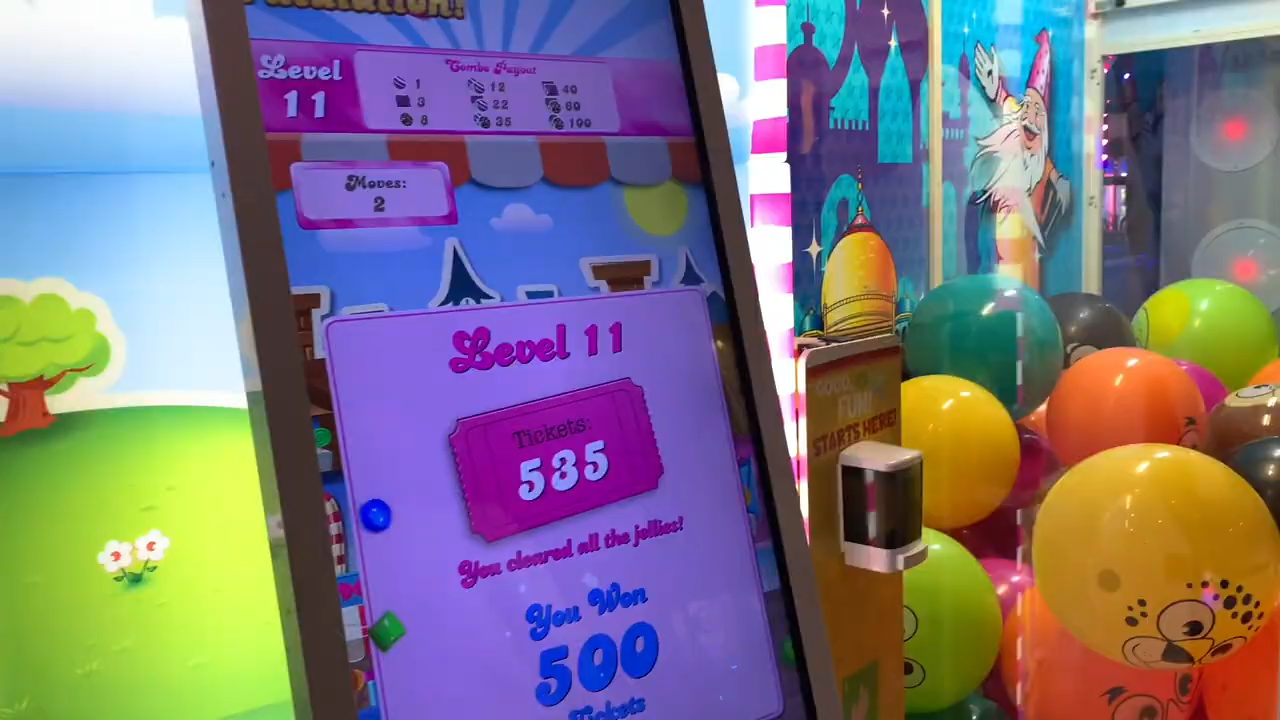 Level
11
Combo Payout
1
3
8
12
22
35
40
60
100
Moves:
2
Level 11
Tickets:
535
You cleared all the jellies!
You Won
500
Tickets
FUN!
STARTS HERE!